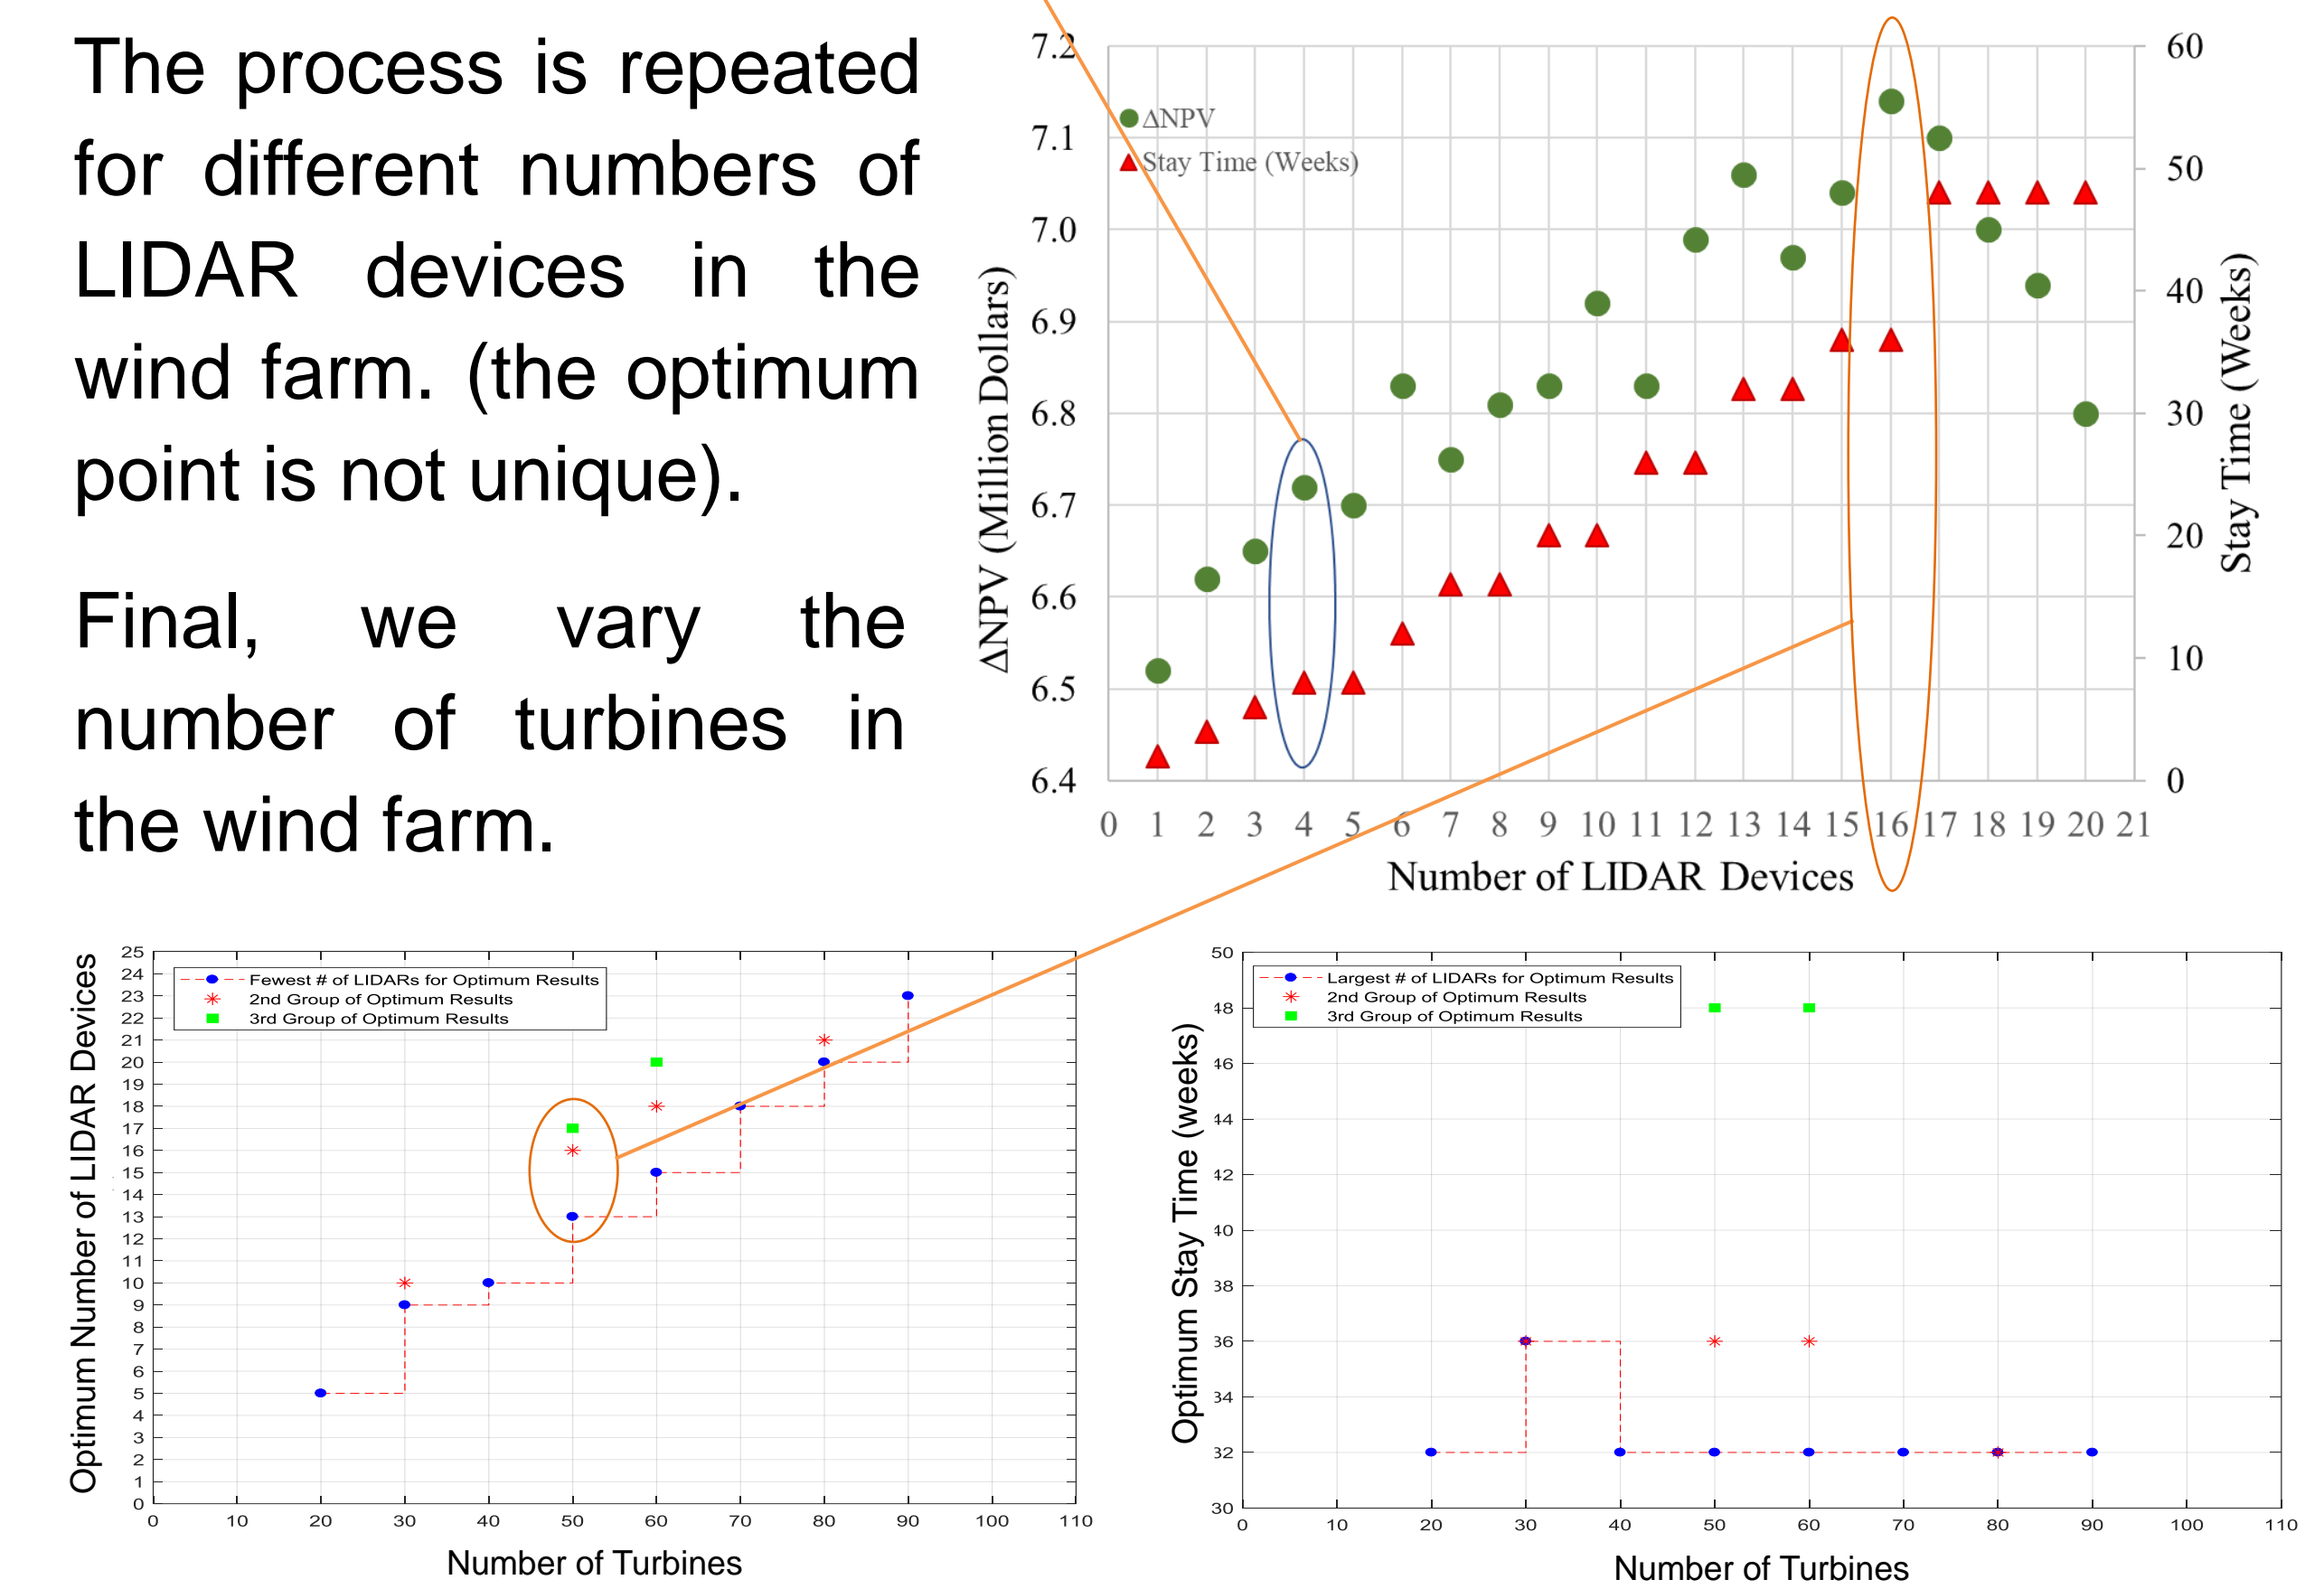 The process is repeated
for different numbers of
LIDAR devices in the
wind farm. (the optimum
point is not unique).
Final, we vary the
number of turbines in
the wind farm.
7.2
7.1
7.0
6.9
6.8
6.7
6.6
6.5
6.4
ΔNPV (Million Dollars)
ΔNPV
Stay Time (Weeks)
60
50
40
30
20
10
0
Stay Time (Weeks)
0 1 2 3 4 5 6 7 8 9 10 11 12 13 14 15 16 17 18 19 20 21
Number of LIDAR Devices
Optimum Number of LIDAR Devices
25
24
23
22
21
20
19
18
17
16
15
14
13
12
11
10
9
8
7
6
5
4
3
2
1
0
Fewest # of LIDARs for Optimum Results
2nd Group of Optimum Results
3rd Group of Optimum Results
0 10 20 30 40 50 60 70 80 90 100 110
Number of Turbines
Optimum Stay Time (weeks)
50
48
46
44
42
40
38
36
34
32
30
Largest # of LIDARs for Optimum Results
2nd Group of Optimum Results
3rd Group of Optimum Results
0 10 20 30 40 50 60 70 80 90 100 110
Number of Turbines